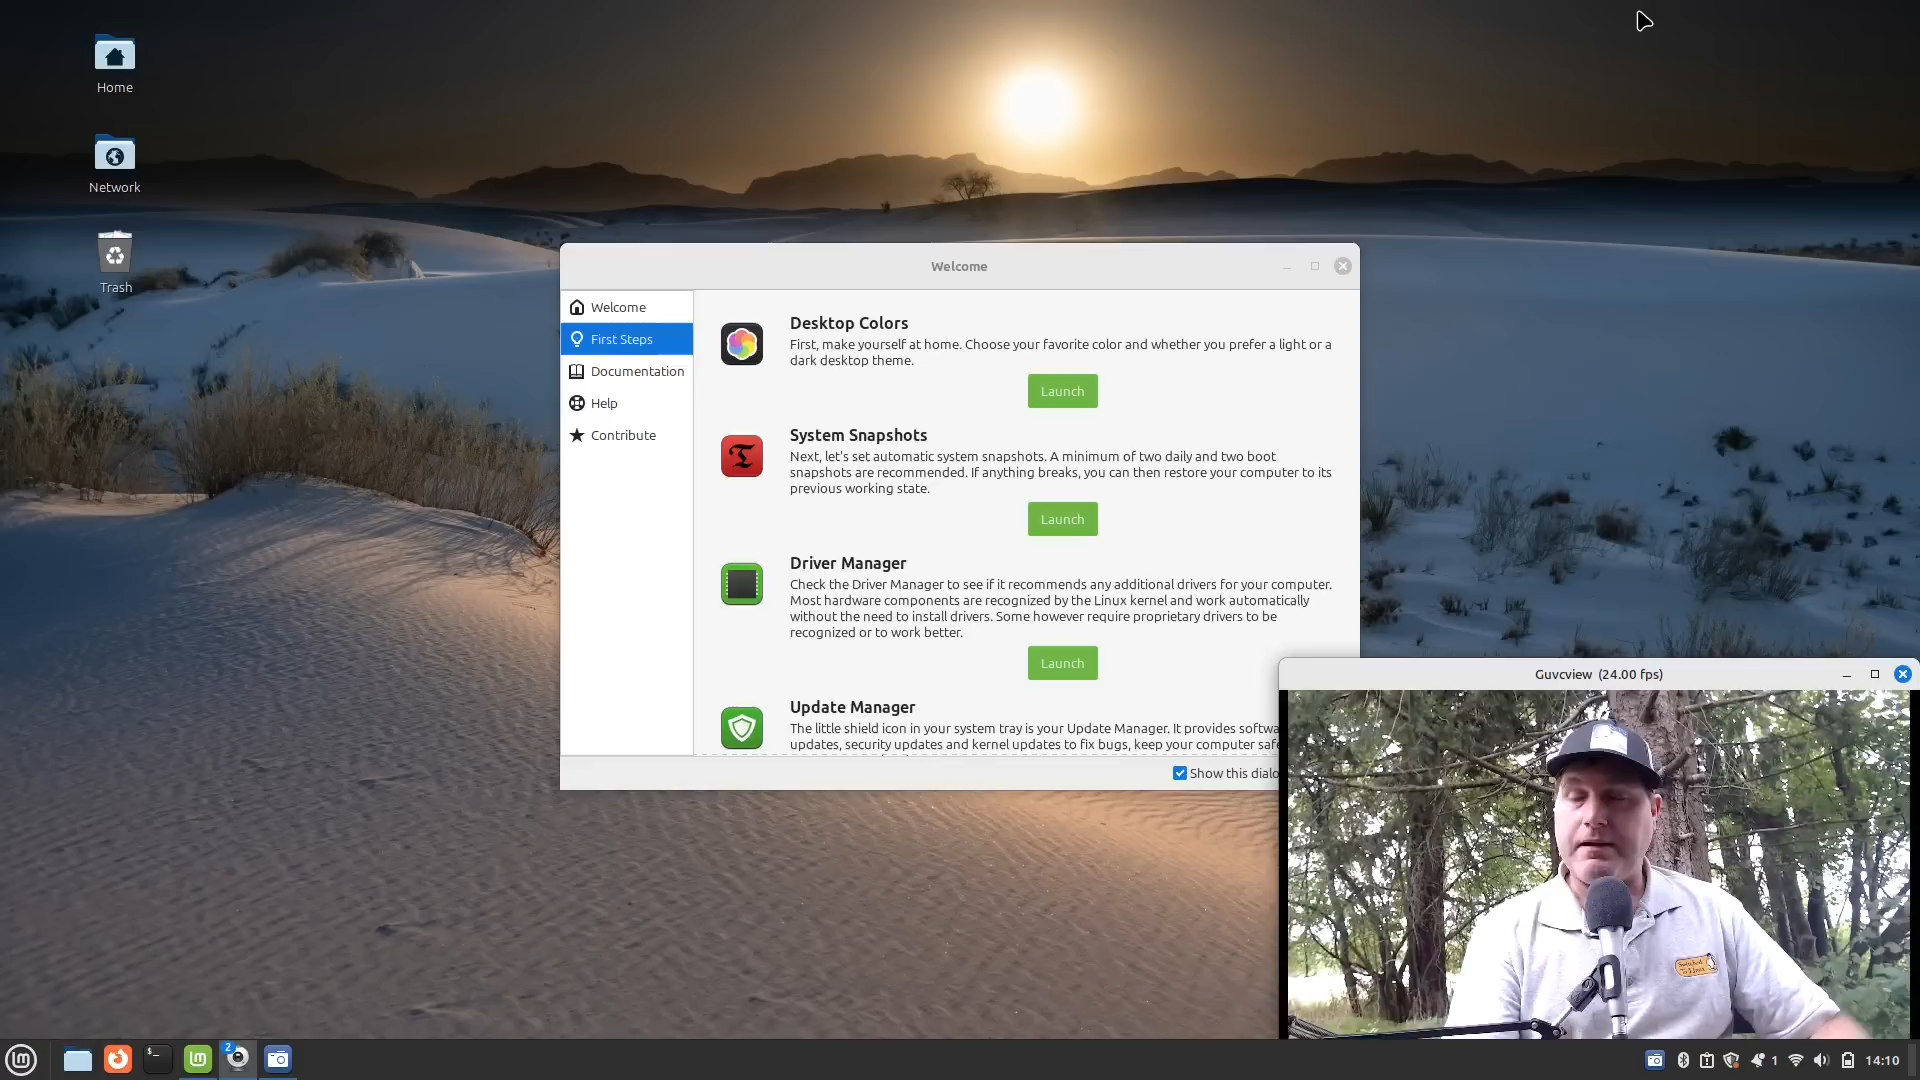 Home
Network
Trash
Welcome
Welcome
First Steps
Documentation
Help
Contribute
Desktop Colors
First, make yourself at home. Choose your favorite color and whether you prefer a light or a
dark desktop theme.
Launch
System Snapshots
Next, let's set automatic system snapshots. A minimum of two daily and two boot
snapshots are recommended. If anything breaks, you can then restore your computer to its
previous working state.
Launch
Driver Manager
Check the Driver Manager to see if it recommends any additional drivers for your computer.
Most hardware components are recognized by the Linux kernel and work automatically
without the need to install drivers. Some however require proprietary drivers to be
recognized or to work better.
Launch
Update Manager
The little shield icon in your system tray is your Update Manager. It provides softwa
updates, security updates and kernel updates to fix bugs, keep your computer safe
Show this dialo
Guvcview (24.00 fps)
Switched
to Linux
$_
lm
2
1
14:10